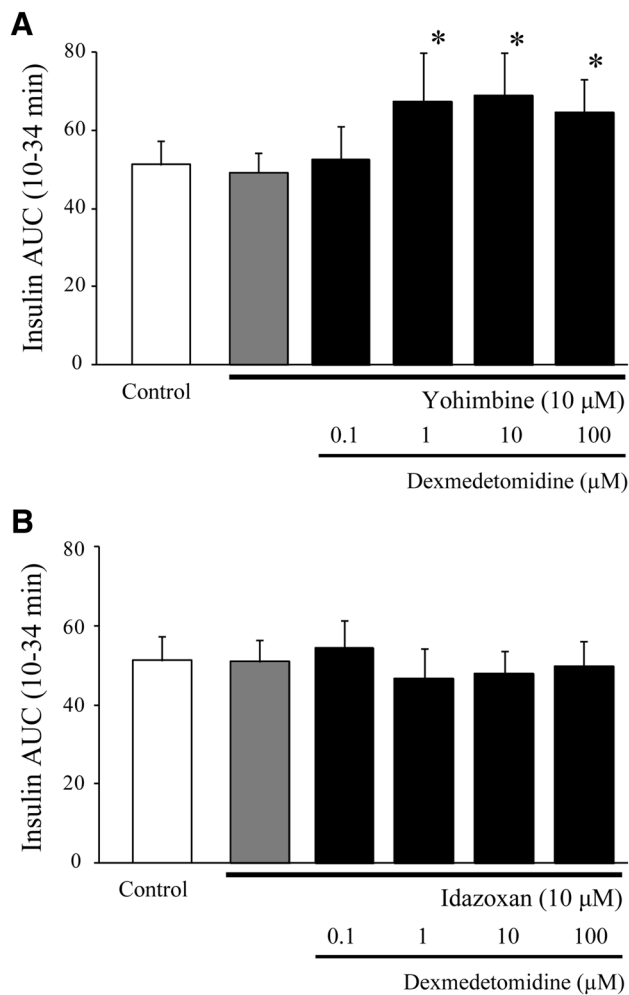 A
Insulin AUC (10-34 min)
80
60
40
20
0
* * *
Control
Yohimbine (10 μM)
0.1 1 10 100
Dexmedetomidine (μM)
B
Insulin AUC (10-34 min)
80
60
40
20
0
Control
Idazoxan (10 μM)
0.1 1 10 100
Dexmedetomidine (μM)